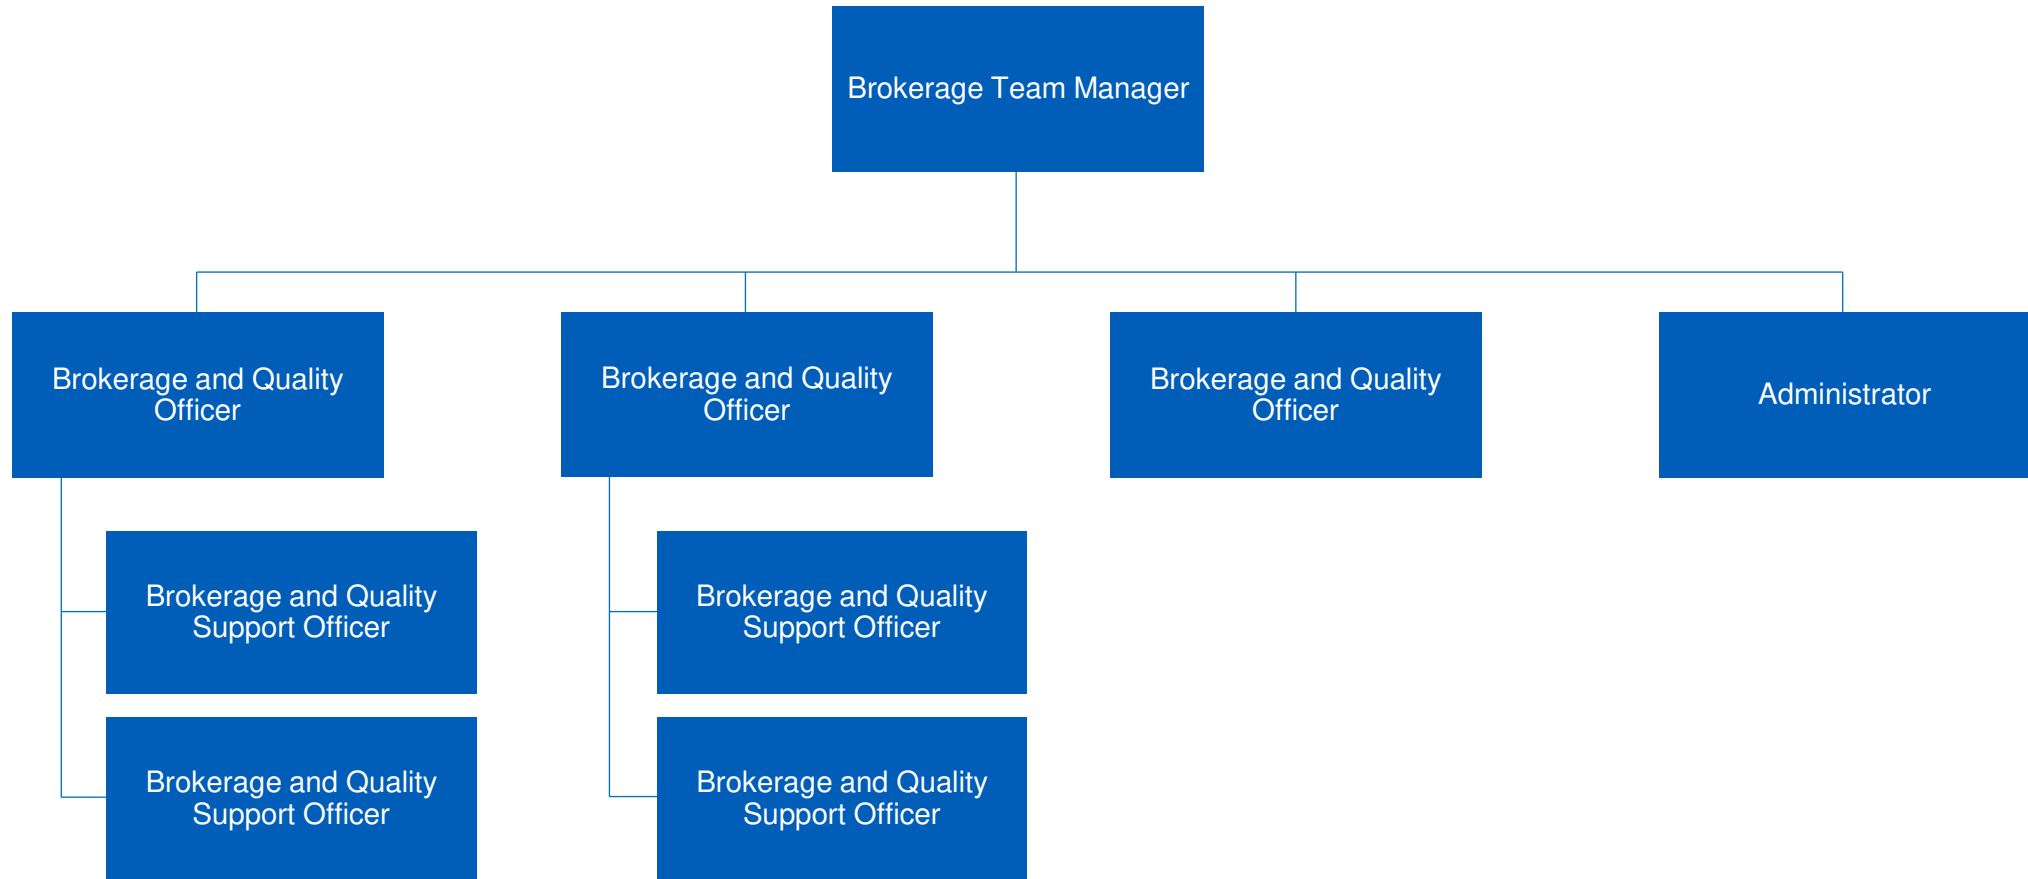 Brokerage Team Manager
Brokerage and Quality
Officer
Brokerage and Quality
Officer
Brokerage and Quality
Officer
Administrator
Brokerage and Quality
Support Officer
Brokerage and Quality
Support Officer
Brokerage and Quality
Support Officer
Brokerage and Quality
Support Officer